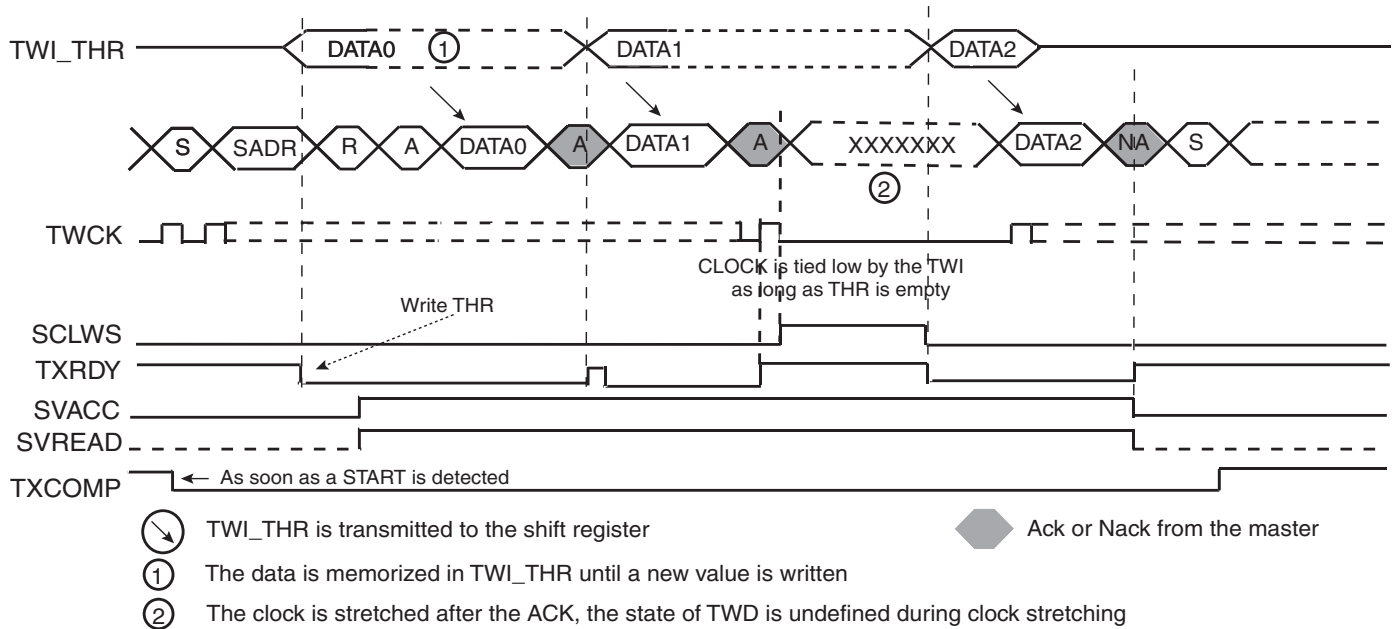 TWI_THR DATA0 1 DATA1 DATA2
S SADR R A DATA0 A DATA1 A XXXXXXX DATA2 NA S
2
TWCK
CLOCK is tied low by the TWI
as long as THR is empty
Write THR
SCLWS
TXRDY
SVACC
SVREAD
TXCOMP As soon as a START is detected
TWI_THR is transmitted to the shift register Ack or Nack from the master
1 The data is memorized in TWI_THR until a new value is written
2 The clock is stretched after the ACK, the state of TWD is undefined during clock stretching